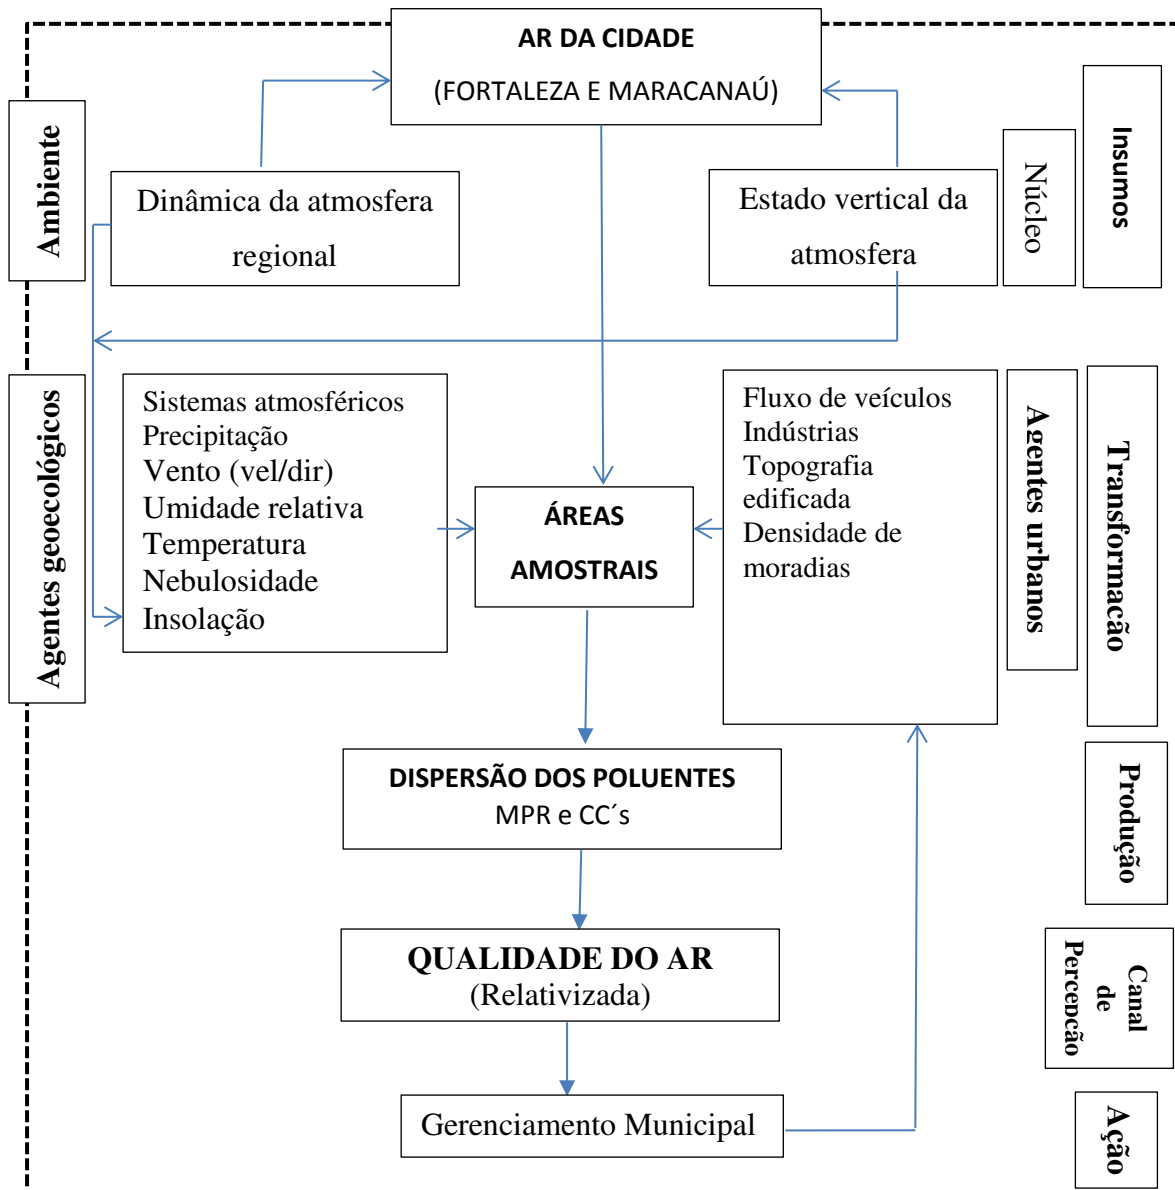 AR DA CIDADE
(FORTALEZA E MARACANAÚ)
Ambiente
Dinâmica da atmosfera
regional
Estado vertical da
atmosfera
Núcleo
Insumos
Agentes geoecológicos
Sistemas atmosféricos
Precipitação
Vento (vel/dir)
Umidade relativa
Temperatura
Nebulosidade
Insolação
ÁREAS
AMOSTRAIS
Fluxo de veículos
Indústrias
Topografia
edificada
Densidade de
moradias
Agentes urbanos
Transformação
DISPERSÃO DOS POLUENTES
MPR e CC´s
Produção
QUALIDADE DO AR
(Relativizada)
Canal
de
Percepção
Gerenciamento Municipal
Ação